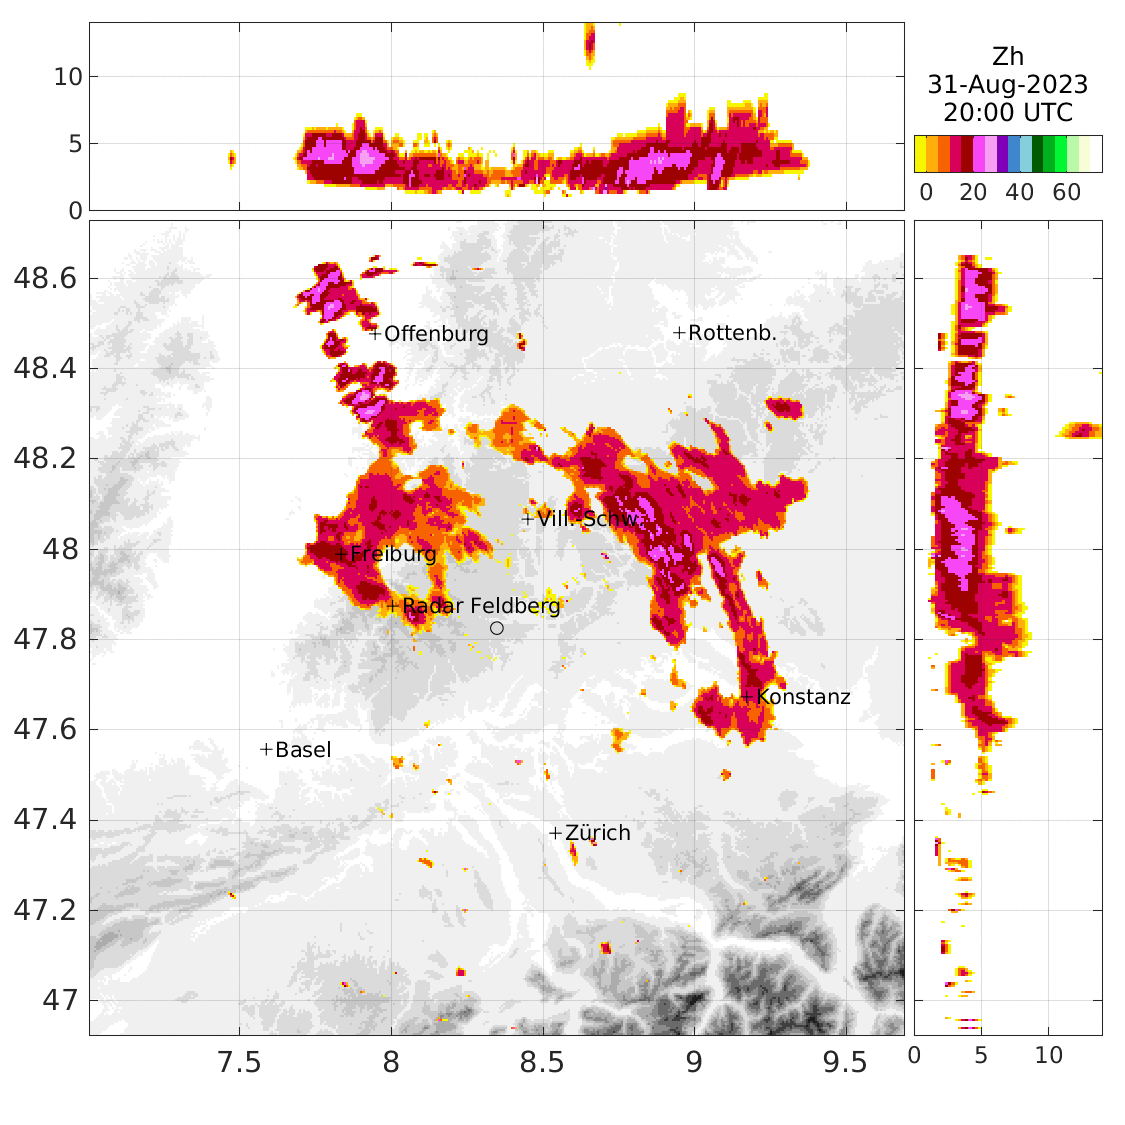 10
5
0
Zh
31-Aug-2023
20:00 UTC
0 20 40 60
48.6
48.4
48.2
48
47.8
47.6
47.4
47.2
47
Offenburg
Rottenb.
Vill.-Schw.
Freiburg
Radar Feldberg
Konstanz
Basel
Zürich
7.5 8 8.5 9 9.5
0 5 10